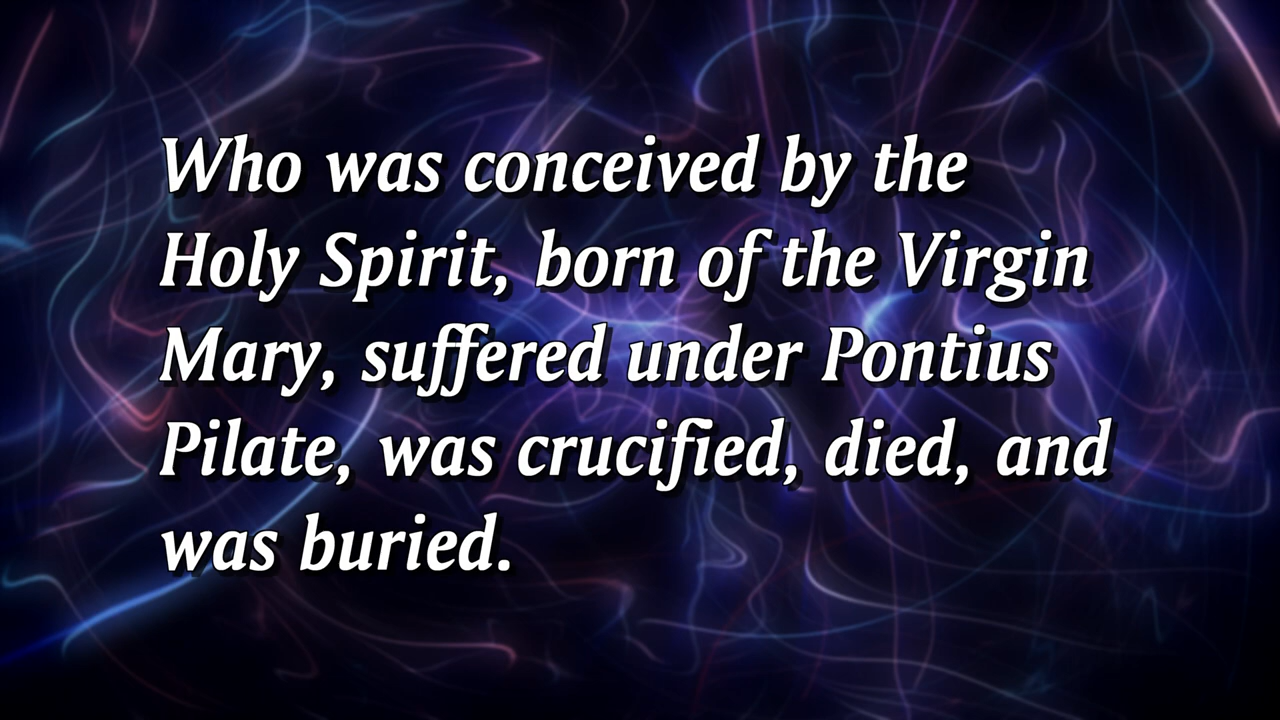 Who was conceived by the
Holy Spirit, born of the Virgin
Mary, suffered under Pontius
Pilate, was crucified, died, and
was buried.